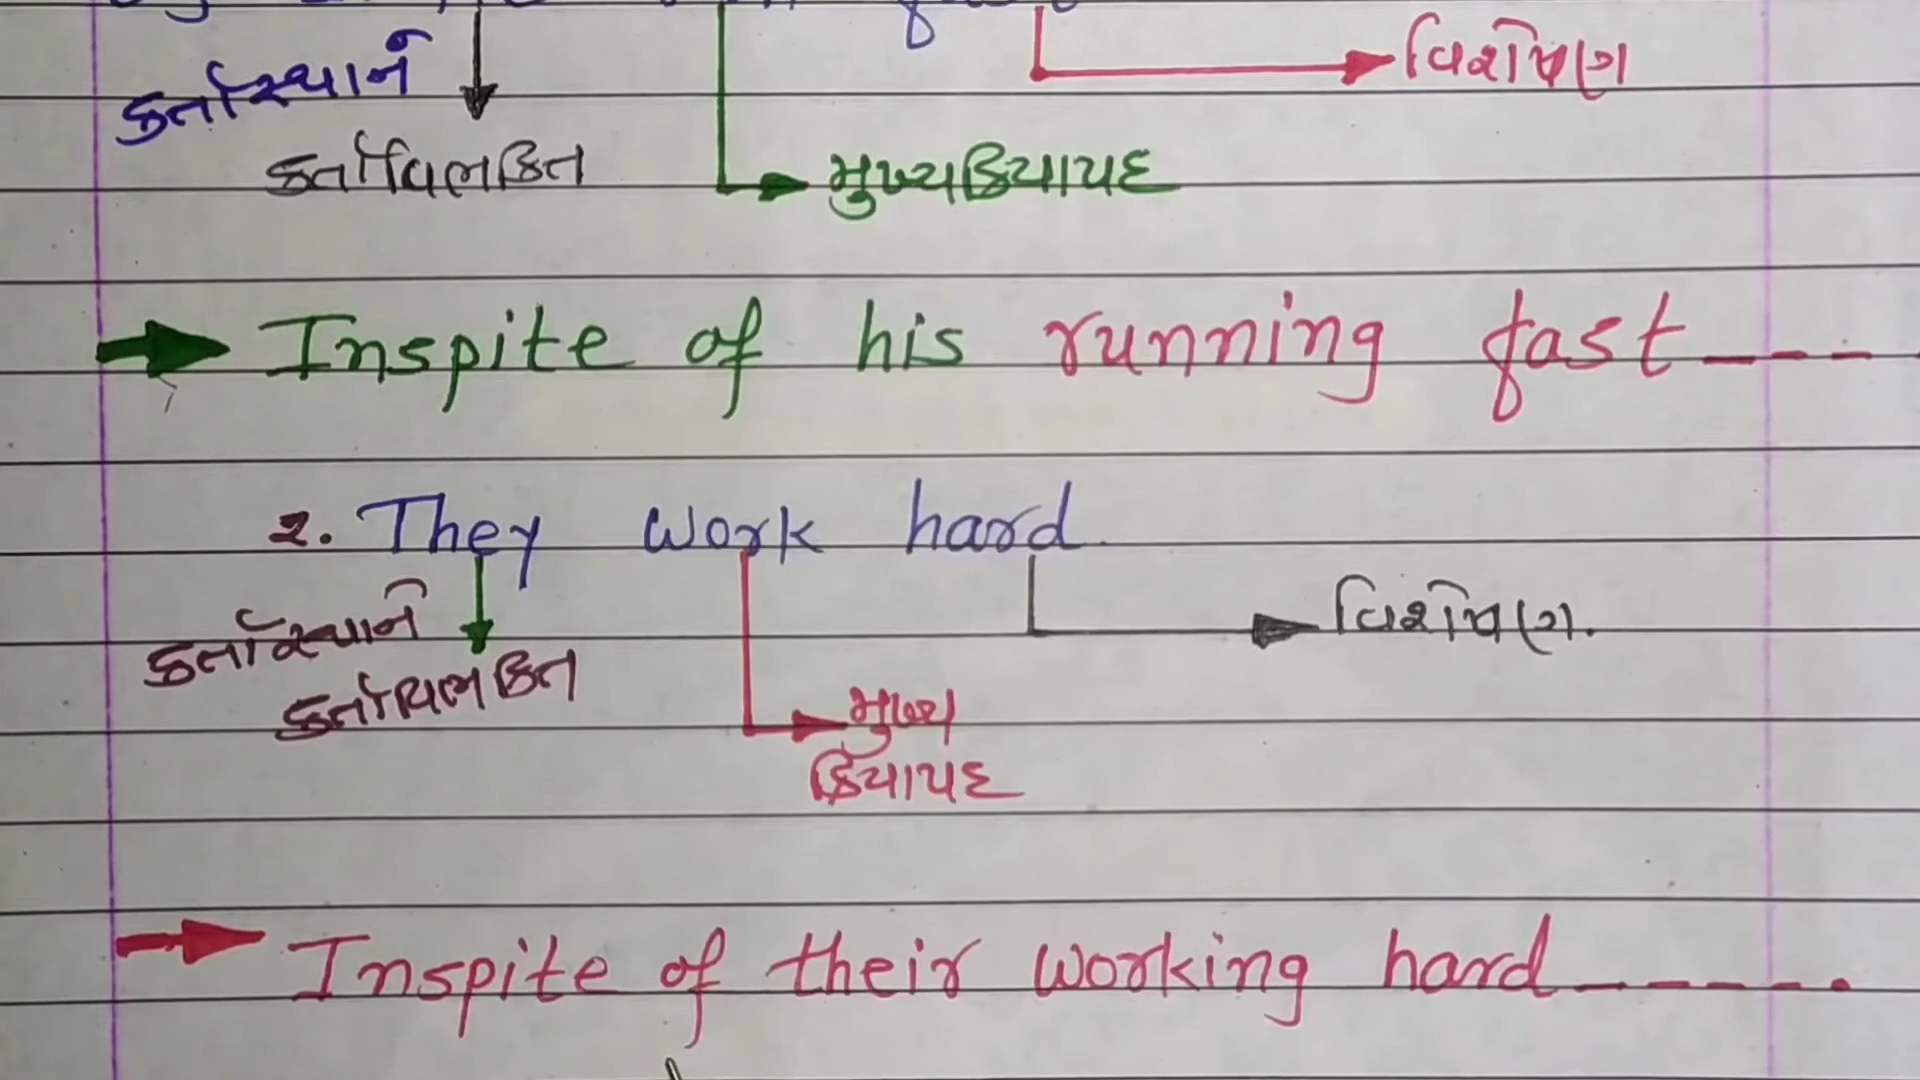 વિશેષણ
કર્તાસ્થાને
કર્તાવિભક્તિ
મુખ્યક્રિયાપદ
Inspite of his running fast----
2. They work hard.
કર્તાસ્થાને
વિશેષણ.
કર્તાવિભક્તિ
મુખ્ય
ક્રિયાપદ
Inspite of their working hard-----.